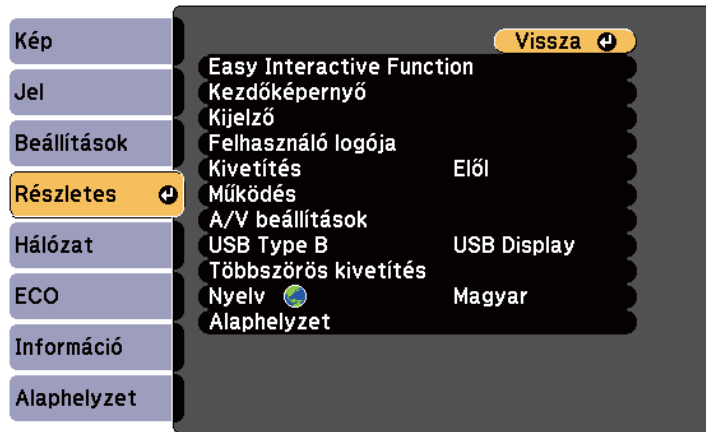 Kép
Jel
Beállítások
Részletes
Hálózat
ECO
Információ
Alaphelyzet
Vissza
Easy Interactive Function
Kezdőképernyő
Kijelző
Felhasználó logója
Kivetítés Elől
Működés
A/V beállítások
USB Type B USB Display
Többszörös kivetítés
Nyelv Magyar
Alaphelyzet